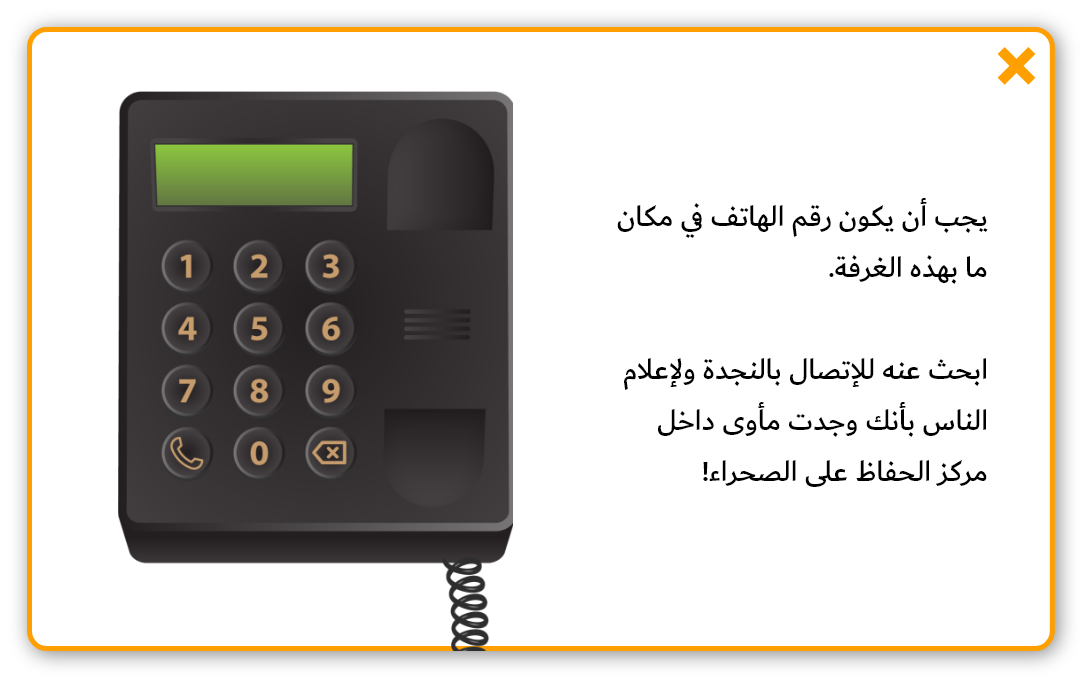 يجب أن يكون رقم الهاتف في مكان
ما بهذه الغرفة.
ابحث عنه للإتصال بالنجدة ولإعلام
الناس بأنك وجدت مأوى داخل
مركز الحفاظ على الصحراء!
1 2 3
4 5 6
7 8 9
0